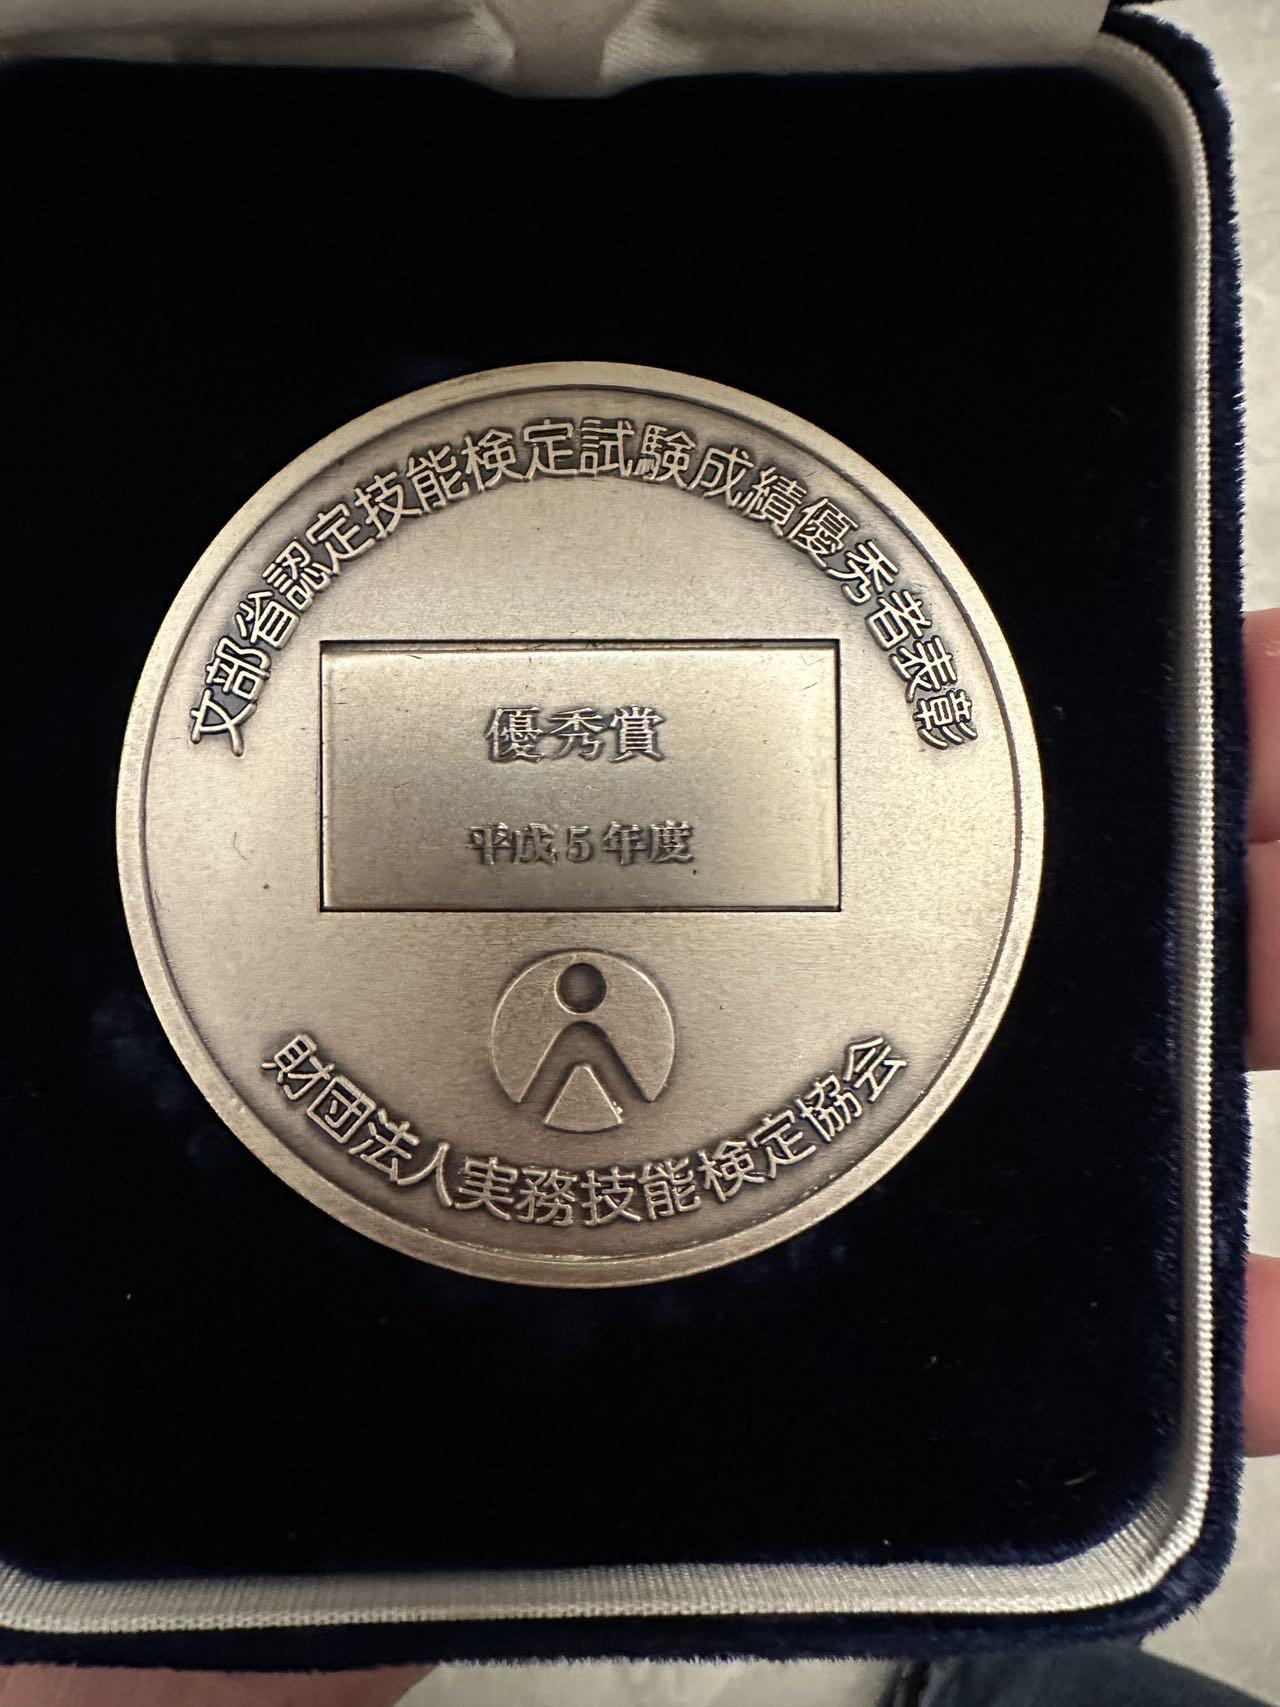 文部省認定技能検定試験成績優秀者表彰
優秀賞
平成5年度
財団法人実務技能検定協会